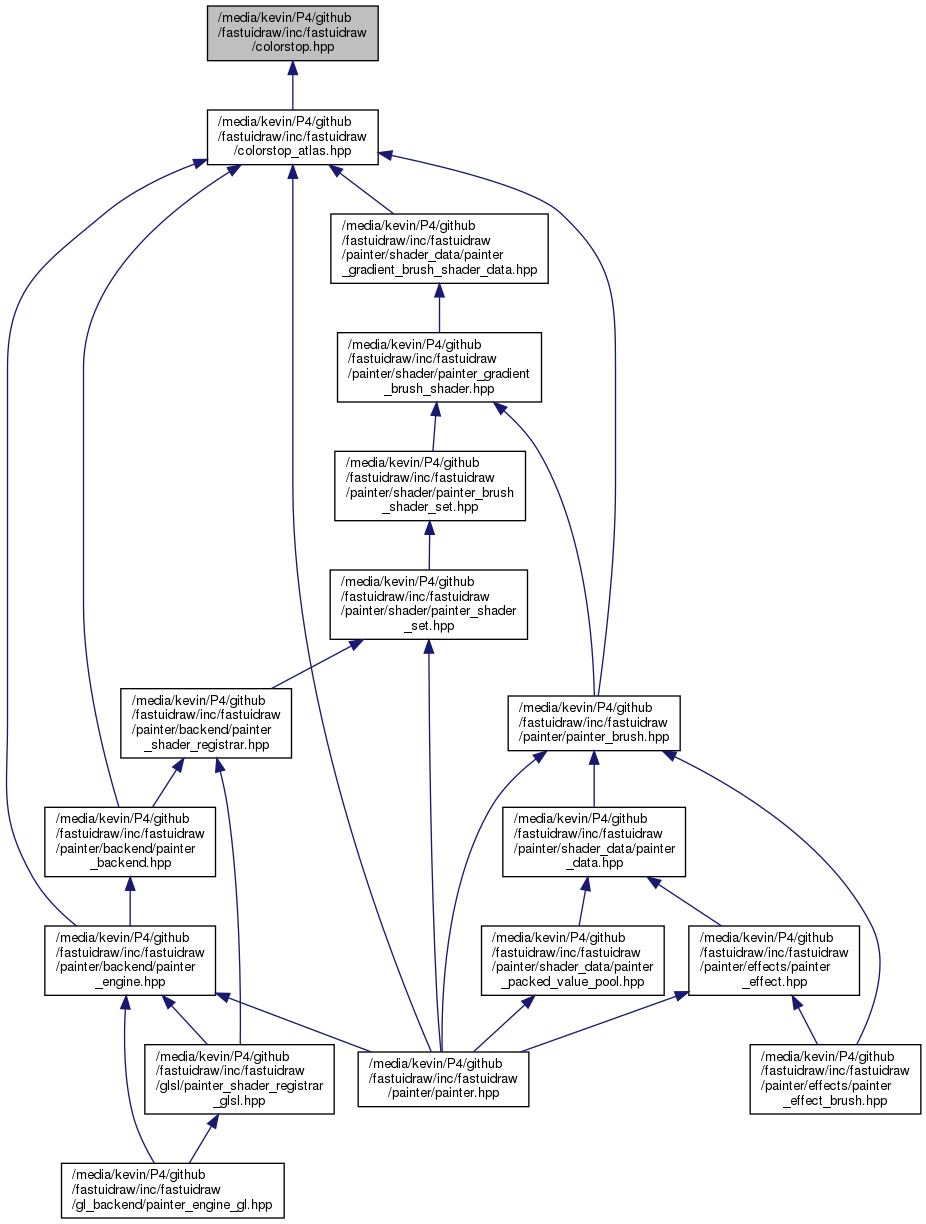 /media/kevin/P4/github
/fastuidraw/inc/fastuidraw
/colorstop.hpp
/media/kevin/P4/github
/fastuidraw/inc/fastuidraw
/colorstop_atlas.hpp
/media/kevin/P4/github
/fastuidraw/inc/fastuidraw
/painter/shader_data/painter
_gradient_brush_shader_data.hpp
/media/kevin/P4/github
/fastuidraw/inc/fastuidraw
/painter/shader/painter_gradient
_brush_shader.hpp
/media/kevin/P4/github
/fastuidraw/inc/fastuidraw
/painter/shader/painter_brush
_shader_set.hpp
/media/kevin/P4/github
/fastuidraw/inc/fastuidraw
/painter/shader/painter_shader
_set.hpp
/media/kevin/P4/github
/fastuidraw/inc/fastuidraw
/painter/backend/painter
_shader_registrar.hpp
/media/kevin/P4/github
/fastuidraw/inc/fastuidraw
/painter/painter_brush.hpp
/media/kevin/P4/github
/fastuidraw/inc/fastuidraw
/painter/backend/painter
_backend.hpp
/media/kevin/P4/github
/fastuidraw/inc/fastuidraw
/painter/shader_data/painter
_data.hpp
/media/kevin/P4/github
/fastuidraw/inc/fastuidraw
/painter/backend/painter
_engine.hpp
/media/kevin/P4/github
/fastuidraw/inc/fastuidraw
/painter/shader_data/painter
_packed_value_pool.hpp
/media/kevin/P4/github
/fastuidraw/inc/fastuidraw
/painter/effects/painter
_effect.hpp
/media/kevin/P4/github
/fastuidraw/inc/fastuidraw
/glsl/painter_shader_registrar
_glsl.hpp
/media/kevin/P4/github
/fastuidraw/inc/fastuidraw
/painter/painter.hpp
/media/kevin/P4/github
/fastuidraw/inc/fastuidraw
/painter/effects/painter
_effect_brush.hpp
/media/kevin/P4/github
/fastuidraw/inc/fastuidraw
/gl_backend/painter_engine_gl.hpp